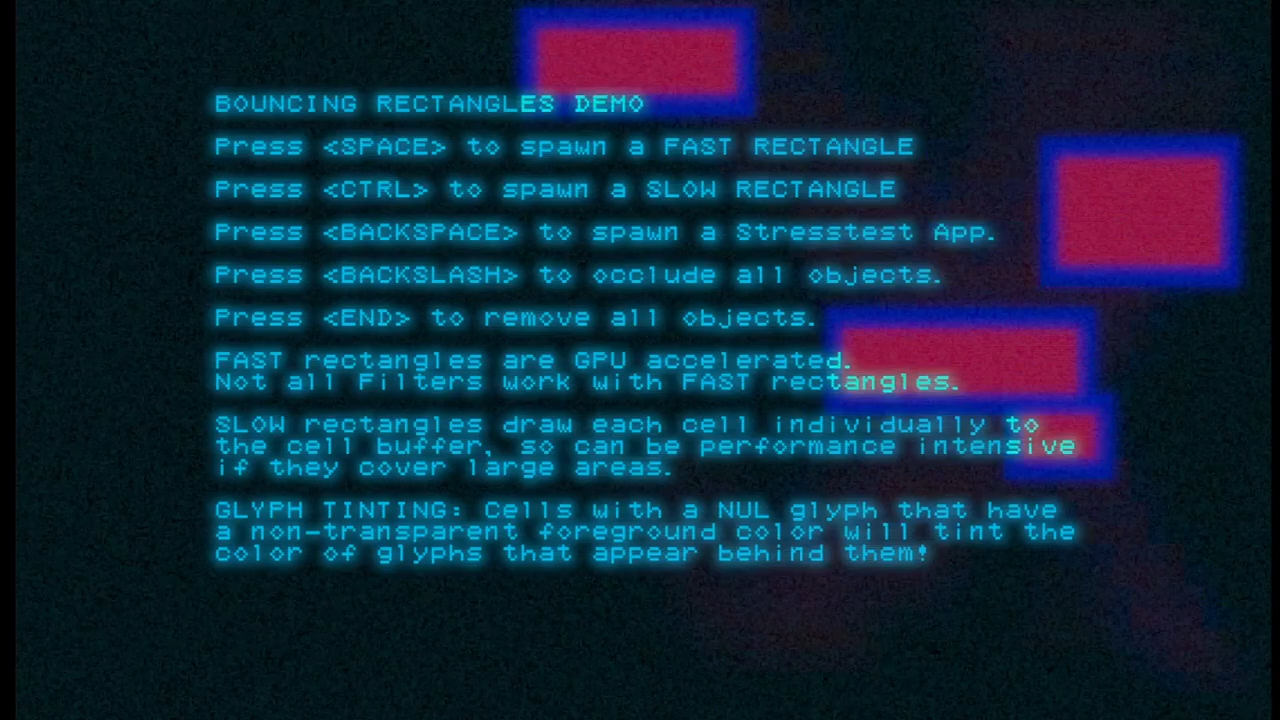 BOUNCING RECTANGLES DEMO
Press <SPACE> to spawn a FAST RECTANGLE
Press <CTRL> to spawn a SLOW RECTANGLE
Press <BACKSPACE> to spawn a Stresstest App.
Press <BACKSLASH> to occlude all objects.
Press <END> to remove all objects.
FAST rectangles are GPU accelerated.
Not all Filters work with FAST rectangles.
SLOW rectangles draw each cell individually to
the cell buffer, so can be performance intensive
if they cover large areas.
GLYPH TINTING: Cells with a NUL glyph that have
a non-transparent foreground color will tint the
color of glyphs that appear behind them!